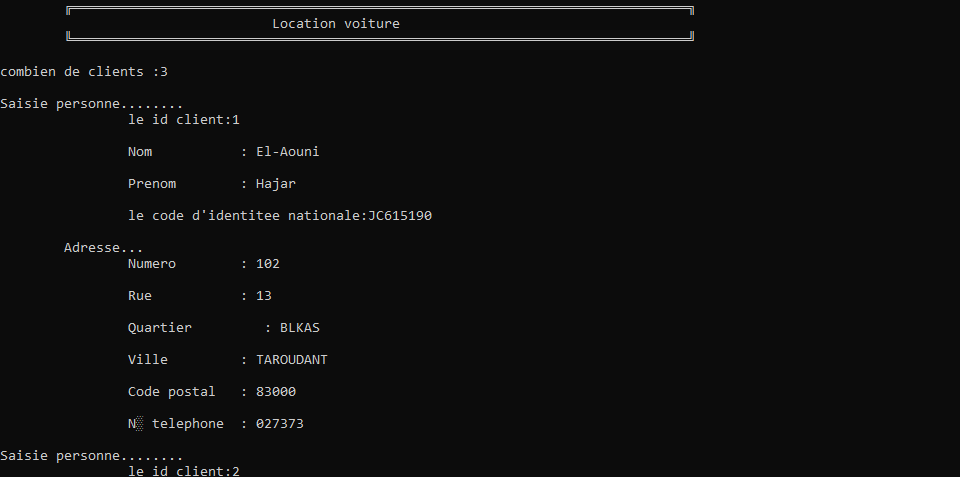 Location voiture
combien de clients :3
Saisie personne........
le id client:1
Nom : El-Aouni
Prenom : Hajar
le code d'identitee nationale:JC615190
Adresse...
Numero : 102
Rue : 13
Quartier : BLKAS
Ville : TAROUDANT
Code postal : 83000
N░ telephone : 027373
Saisie personne........
le id client:2